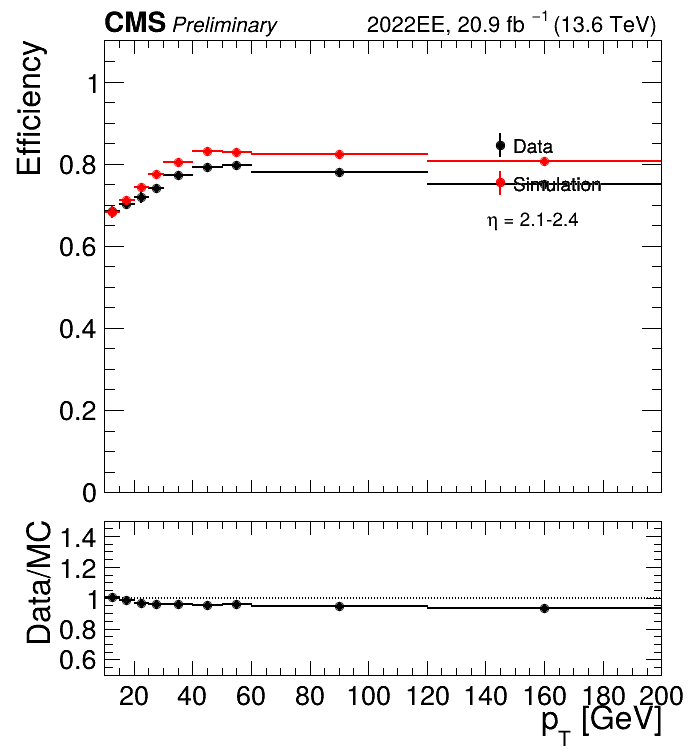 CMS Preliminary 2022EE, 20.9 fb⁻¹ (13.6 TeV)
Efficiency
1
0.8
0.6
0.4
0.2
0
Data
Simulation
η = 2.1-2.4
Data/MC
1.4
1.2
1
0.8
0.6
20 40 60 80 100 120 140 160 180 200
p_T [GeV]